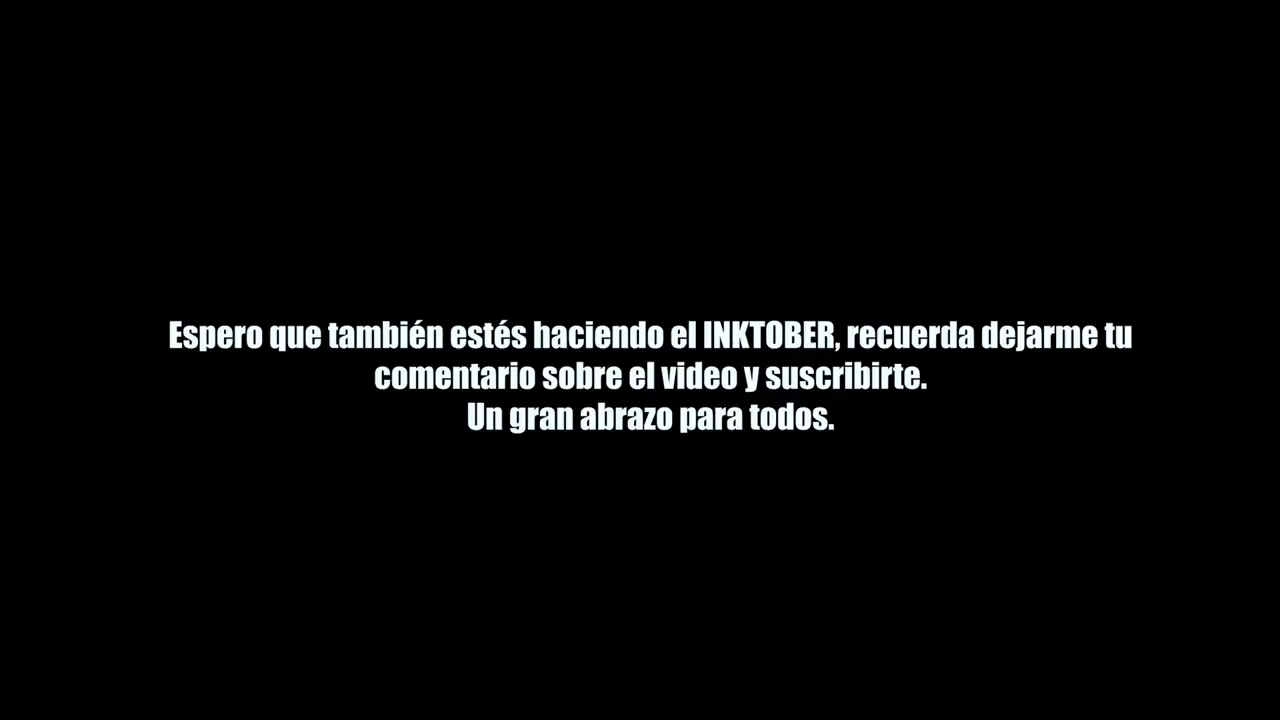 Espero que también estés haciendo el INKTOBER, recuerda dejarme tu
comentario sobre el video y suscribirte.
Un gran abrazo para todos.